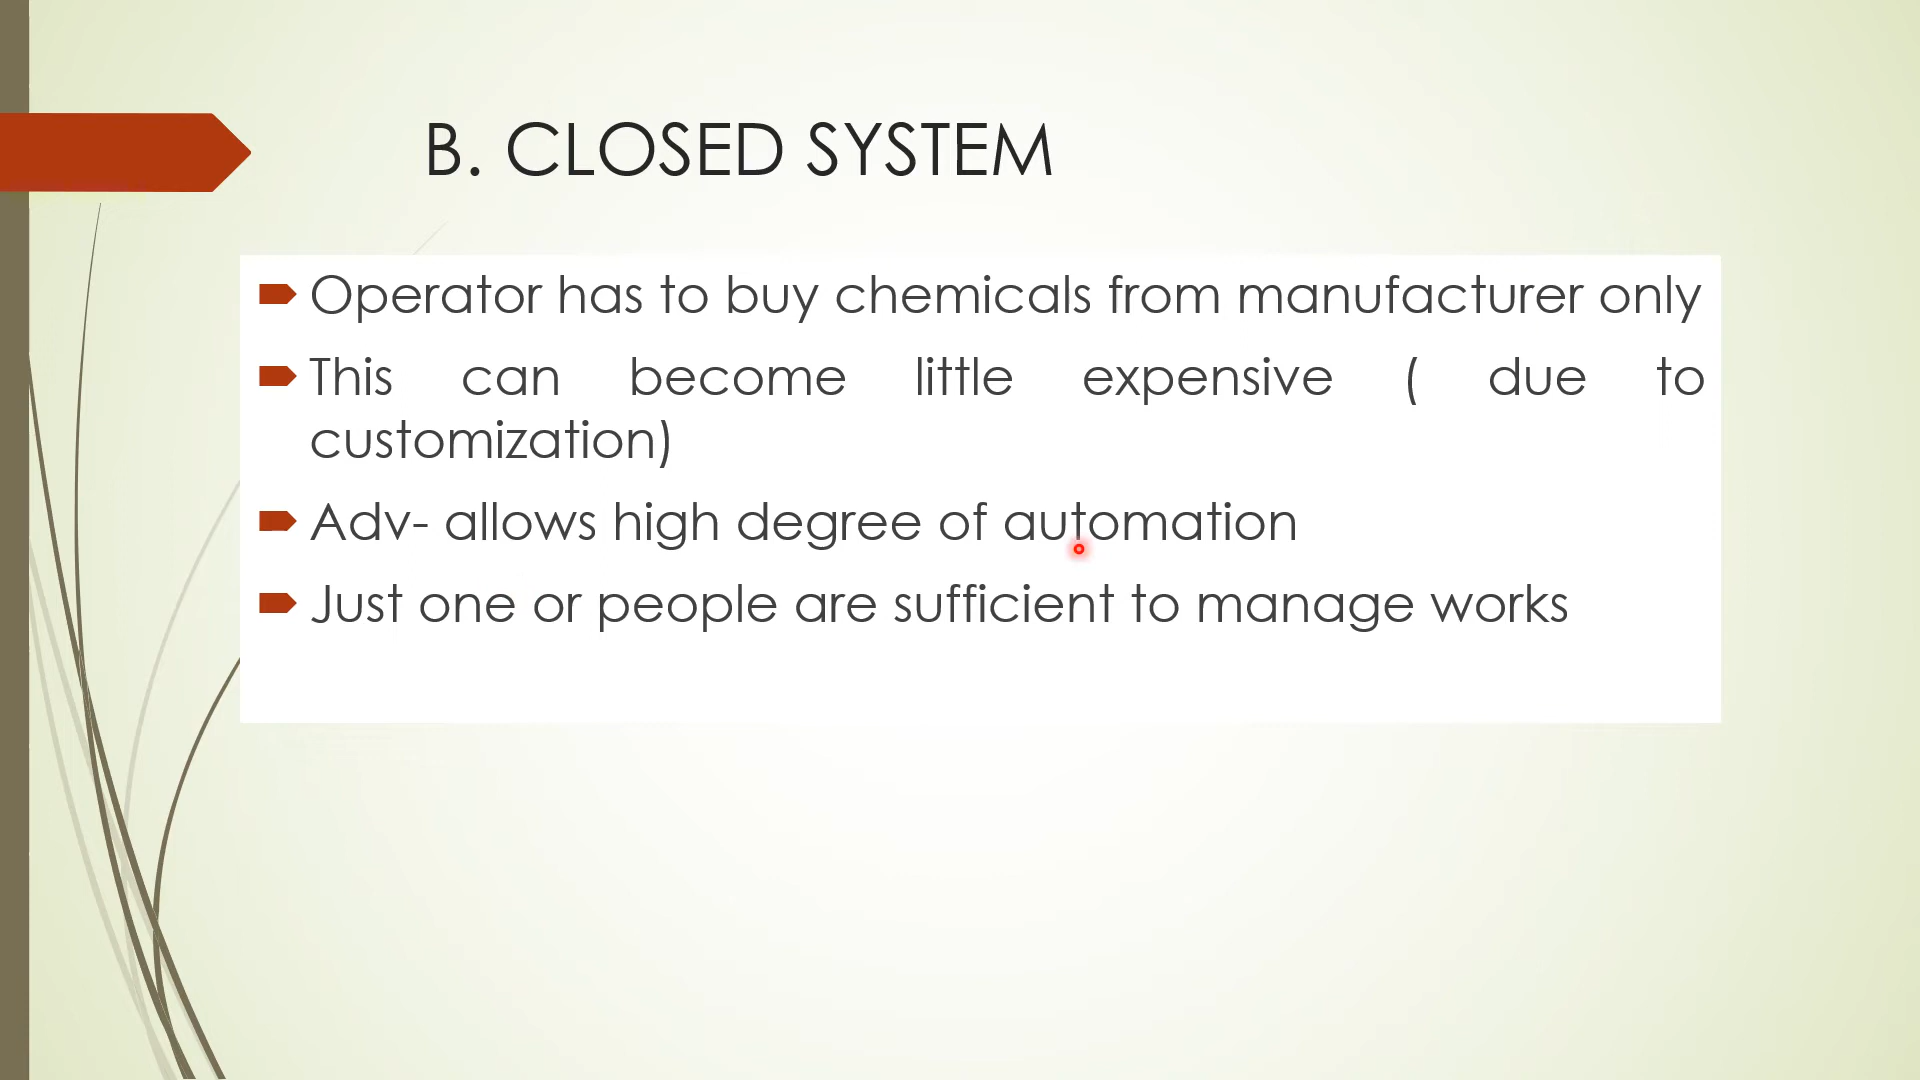 B. CLOSED SYSTEM
Operator has to buy chemicals from manufacturer only
This can become little expensive ( due to
customization)
Adv- allows high degree of automation
Just one or people are sufficient to manage works